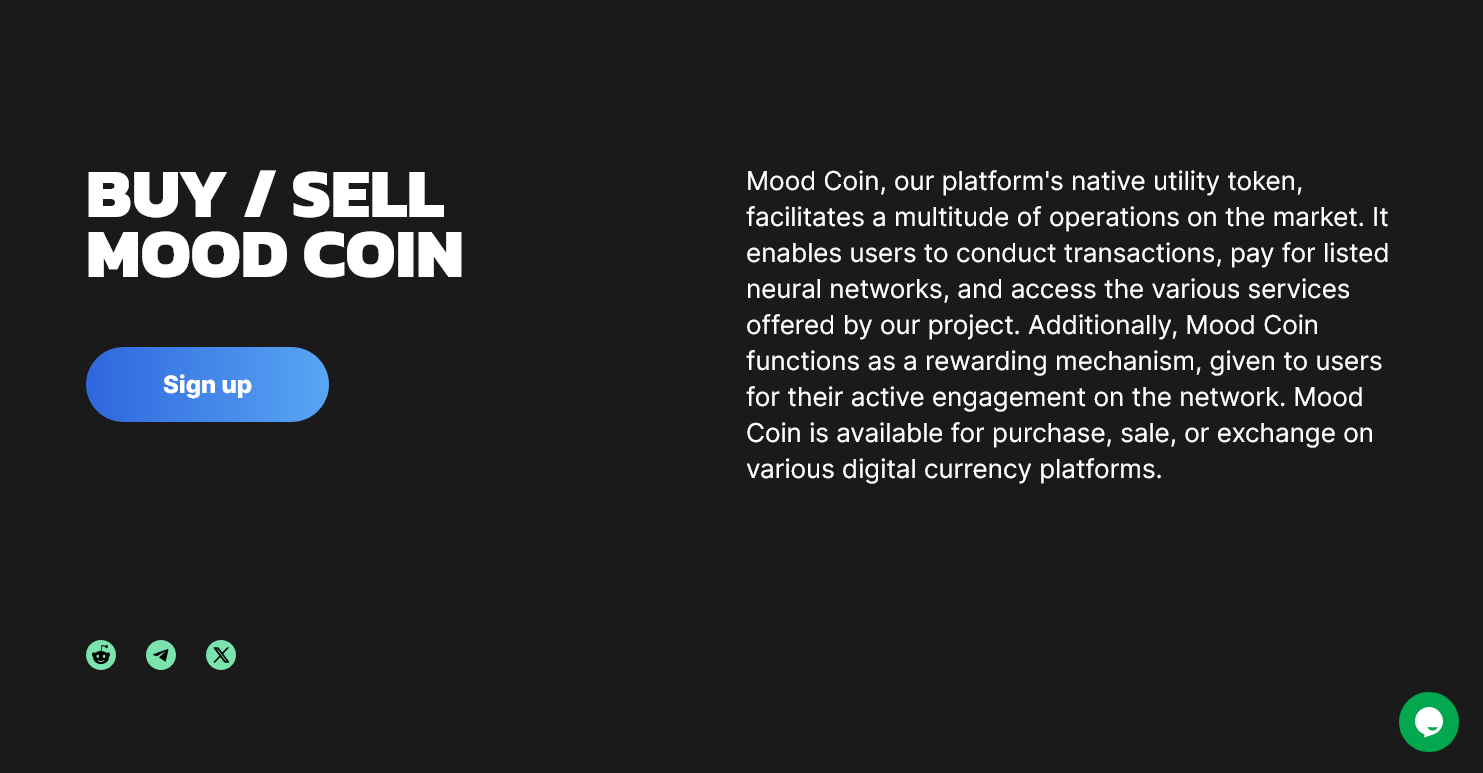 BUY / SELL
MOOD COIN
Sign up
Mood Coin, our platform's native utility token,
facilitates a multitude of operations on the market. It
enables users to conduct transactions, pay for listed
neural networks, and access the various services
offered by our project. Additionally, Mood Coin
functions as a rewarding mechanism, given to users
for their active engagement on the network. Mood
Coin is available for purchase, sale, or exchange on
various digital currency platforms.